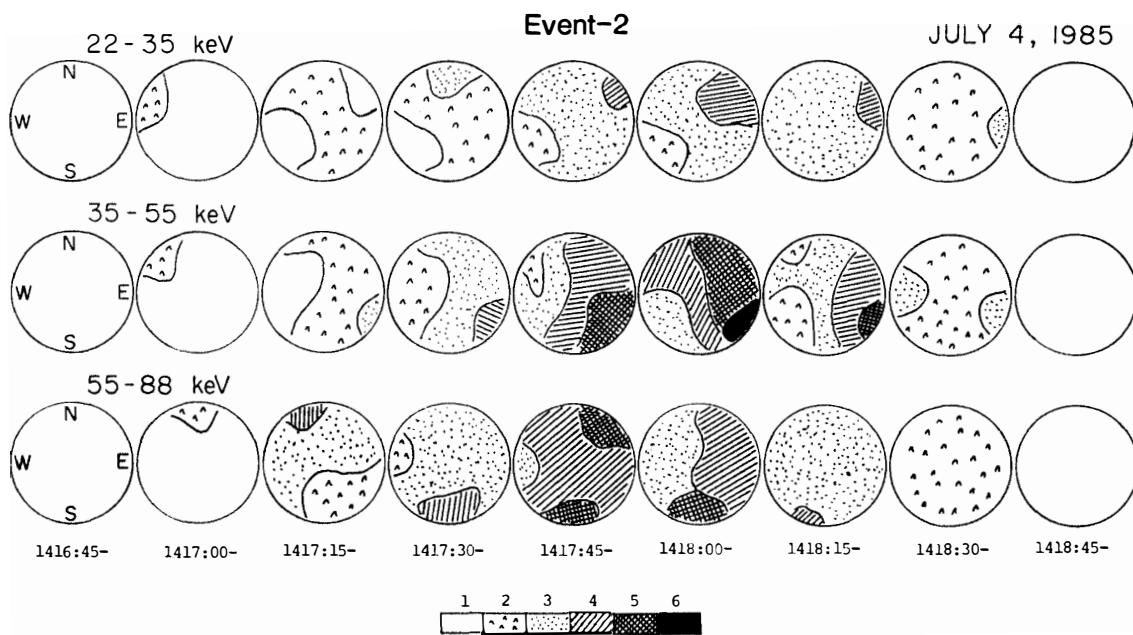 Event-2
JULY 4, 1985
22-35 keV
N
W E
S
35-55 keV
N
W E
S
55-88 keV
N
W E
S
1416:45- 1417:00- 1417:15- 1417:30- 1417:45- 1418:00- 1418:15- 1418:30- 1418:45-
1 2 3 4 5 6